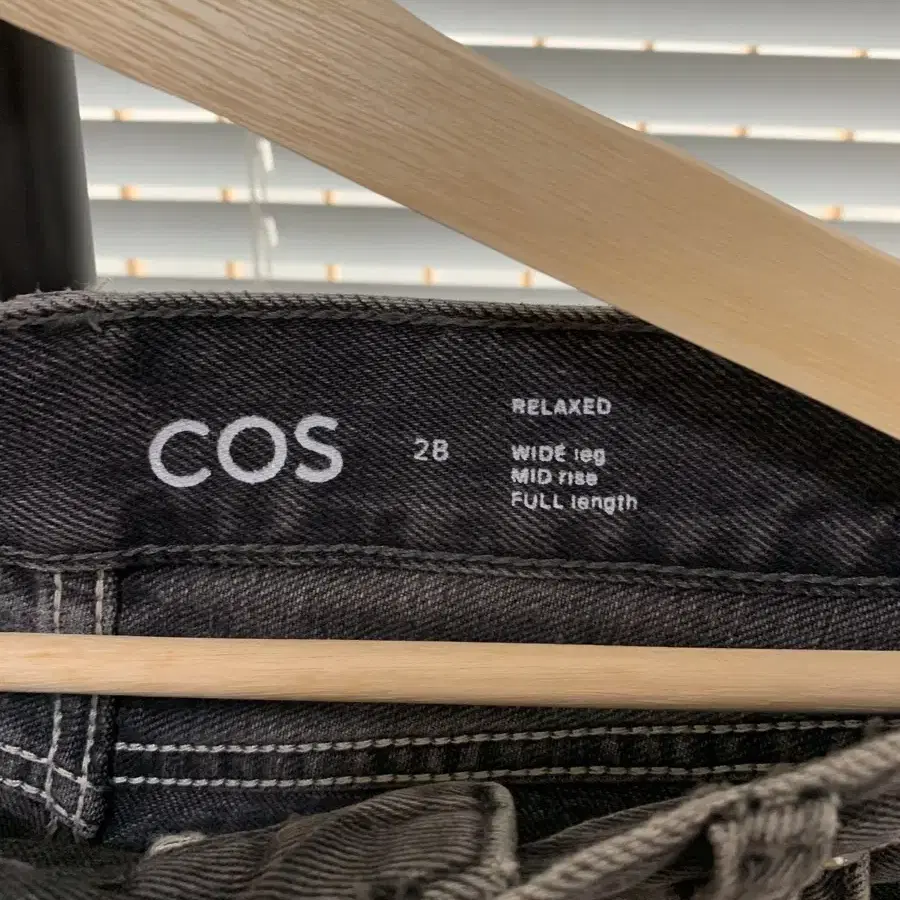 COS
28
RELAXED
WIDE leg
MID rise
FULL length